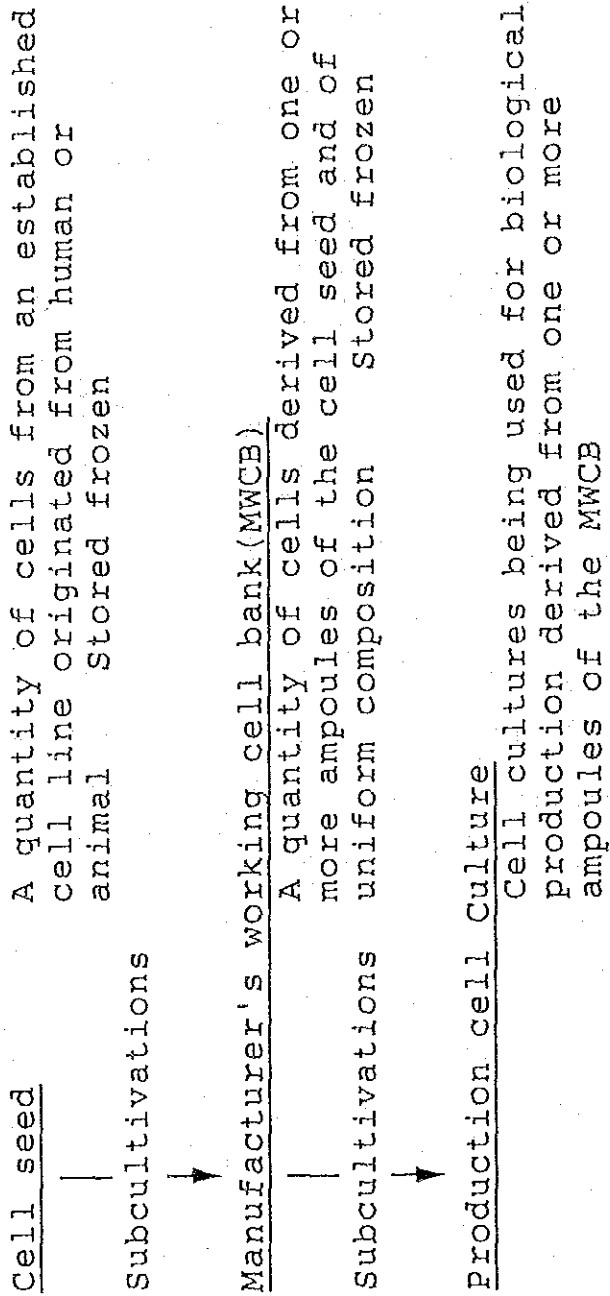 Cell seed
A quantity of cells from an established
cell line originated from human or
animal Stored frozen
Subcultivations
Manufacturer's working cell bank(MWCB)
A quantity of cells derived from one or
more ampoules of the cell seed and of
uniform composition Stored frozen
Subcultivations
Production cell Culture
Cell cultures being used for biological
production derived from one or more
ampoules of the MWCB